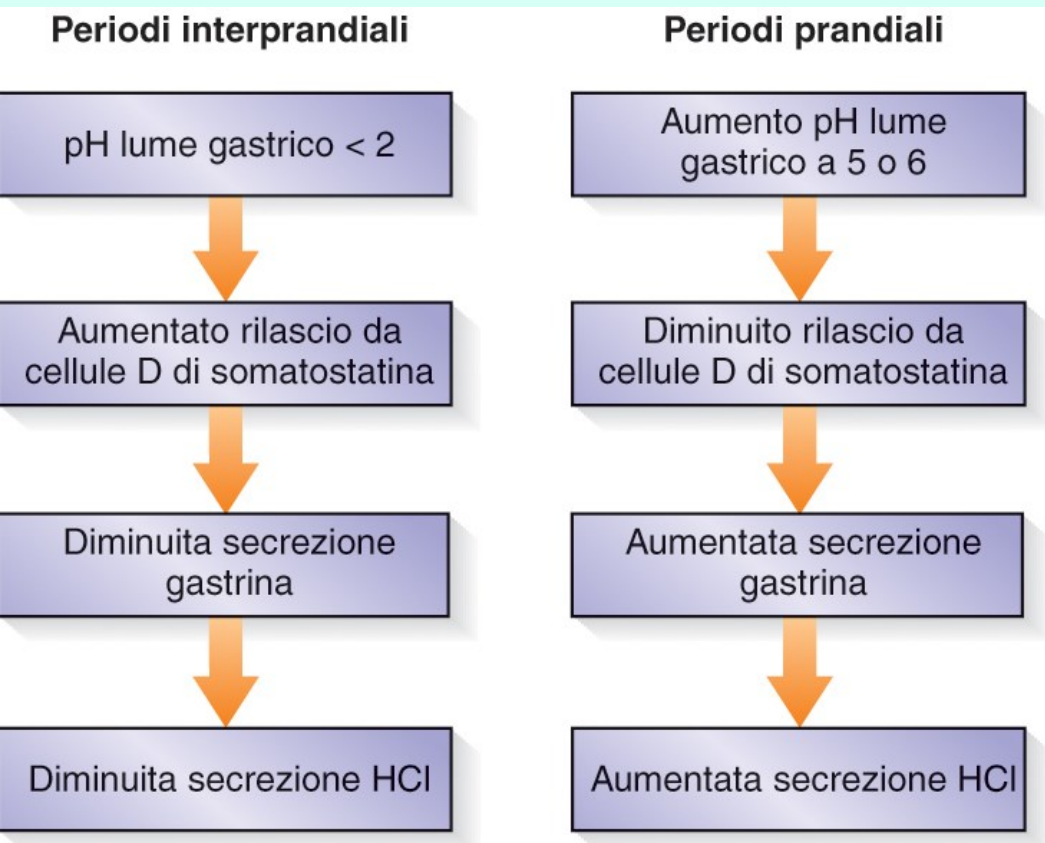 Periodi interprandiali
pH lume gastrico < 2
Aumentato rilascio da
cellule D di somatostatina
Diminuita secrezione
gastrina
Diminuita secrezione HCl
Periodi prandiali
Aumento pH lume
gastrico a 5 o 6
Diminuito rilascio da
cellule D di somatostatina
Aumentata secrezione
gastrina
Aumentata secrezione HCl